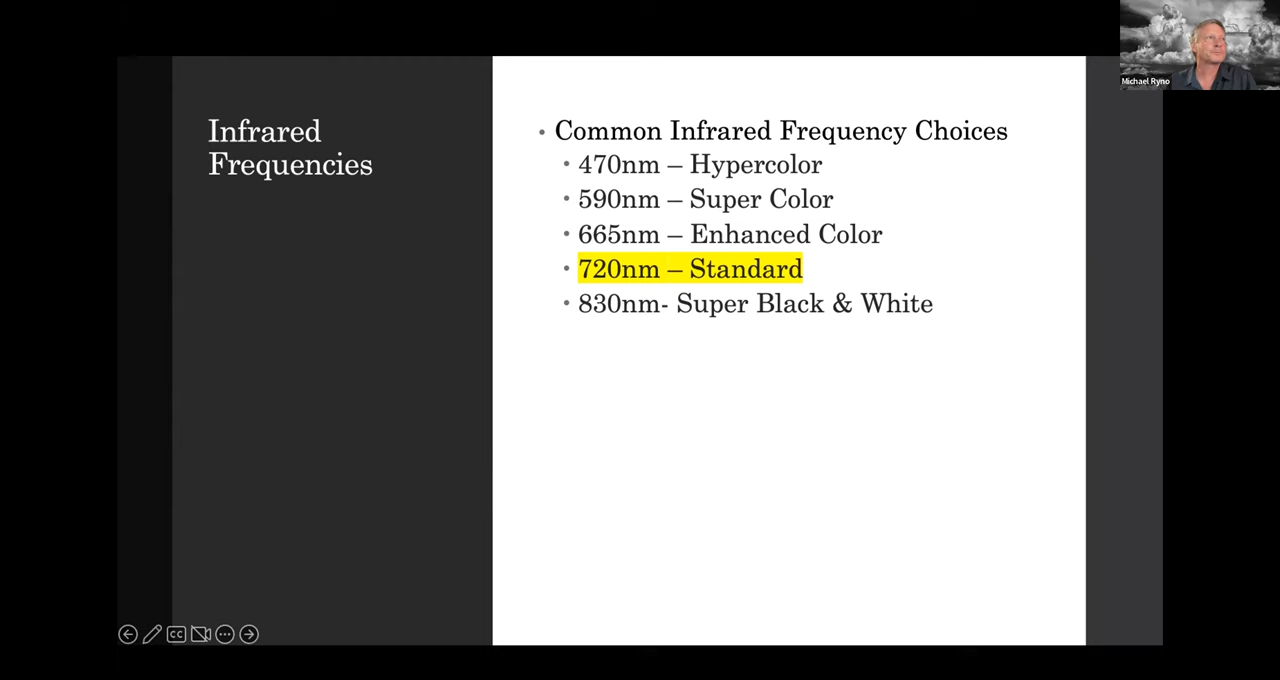 Infrared
Frequencies
• Common Infrared Frequency Choices
• 470nm – Hypercolor
• 590nm – Super Color
• 665nm – Enhanced Color
• 720nm – Standard
• 830nm- Super Black & White
Michael Ryno
CC